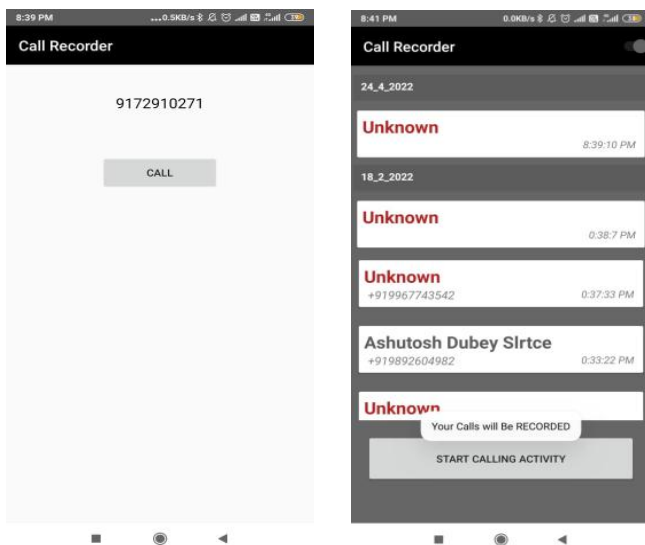 8:39 PM
...0.5KB/s
Call Recorder
9172910271
CALL
8:41 PM
0.0KB/s
Call Recorder
24_4_2022
Unknown
8:39:10 PM
18_2_2022
Unknown
0:38:7 PM
Unknown
+919967743542
0:37:33 PM
Ashutosh Dubey Slrtce
+919892604982
0:33:22 PM
Unknown
Your Calls will Be RECORDED
START CALLING ACTIVITY